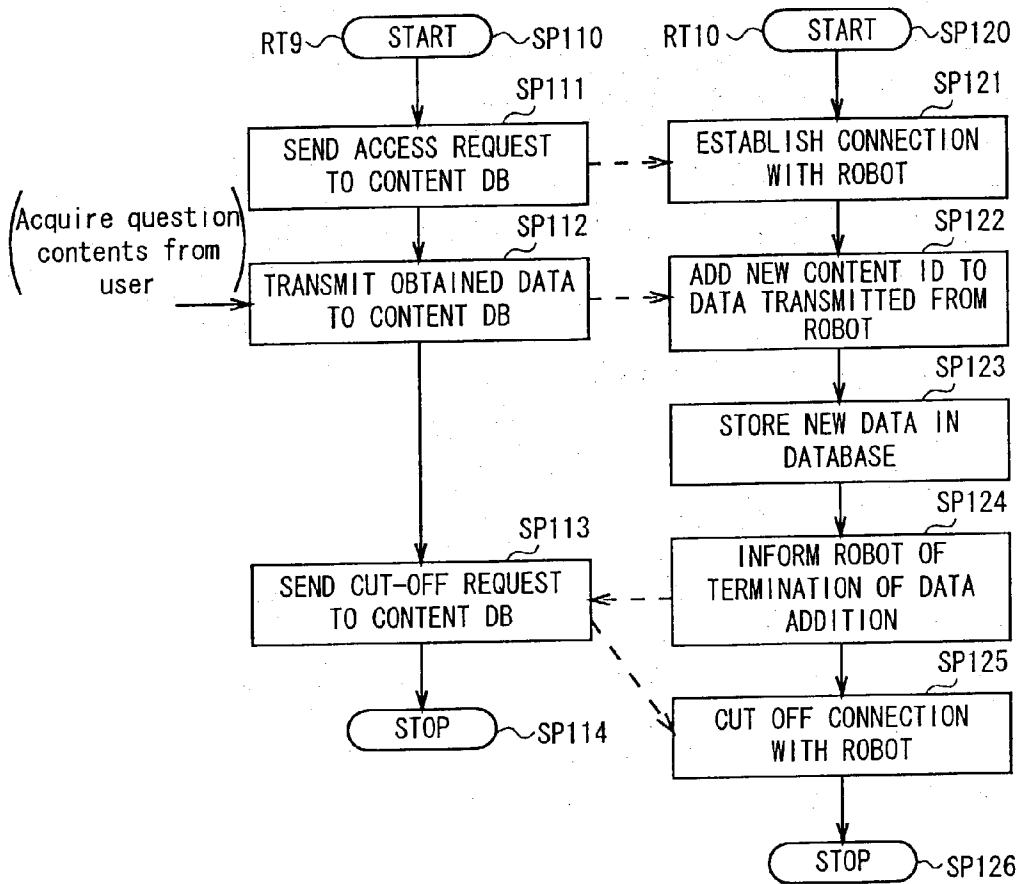 RT9
START
SP110
SP111
SEND ACCESS REQUEST
TO CONTENT DB
(Acquire question
contents from
user)
SP112
TRANSMIT OBTAINED DATA
TO CONTENT DB
SP113
SEND CUT-OFF REQUEST
TO CONTENT DB
STOP
SP114
RT10
START
SP120
SP121
ESTABLISH CONNECTION
WITH ROBOT
SP122
ADD NEW CONTENT ID TO
DATA TRANSMITTED FROM
ROBOT
SP123
STORE NEW DATA IN
DATABASE
SP124
INFORM ROBOT OF
TERMINATION OF DATA
ADDITION
SP125
CUT OFF CONNECTION
WITH ROBOT
STOP
SP126